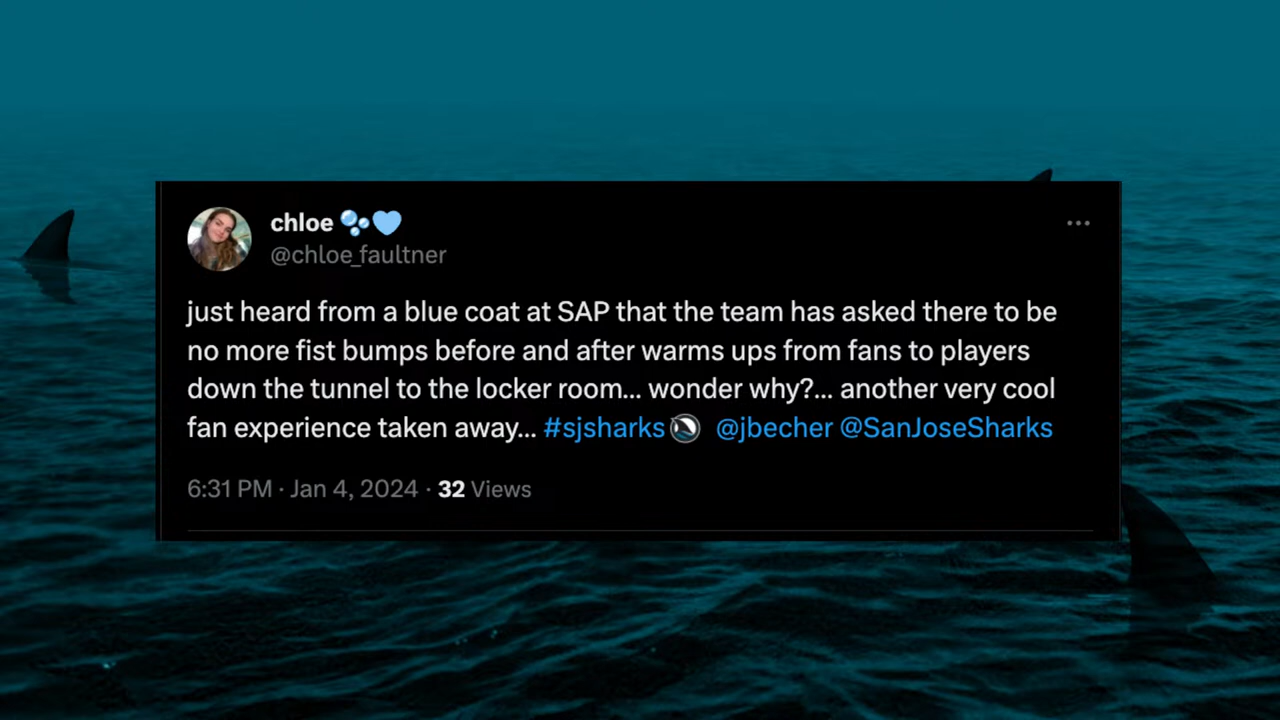 chloe 🫧🩵
@chloe_faultner
just heard from a blue coat at SAP that the team has asked there to be
no more fist bumps before and after warms ups from fans to players
down the tunnel to the locker room... wonder why?... another very cool
fan experience taken away... #sjsharks @jbecher @SanJoseSharks
6:31 PM · Jan 4, 2024 · 32 Views